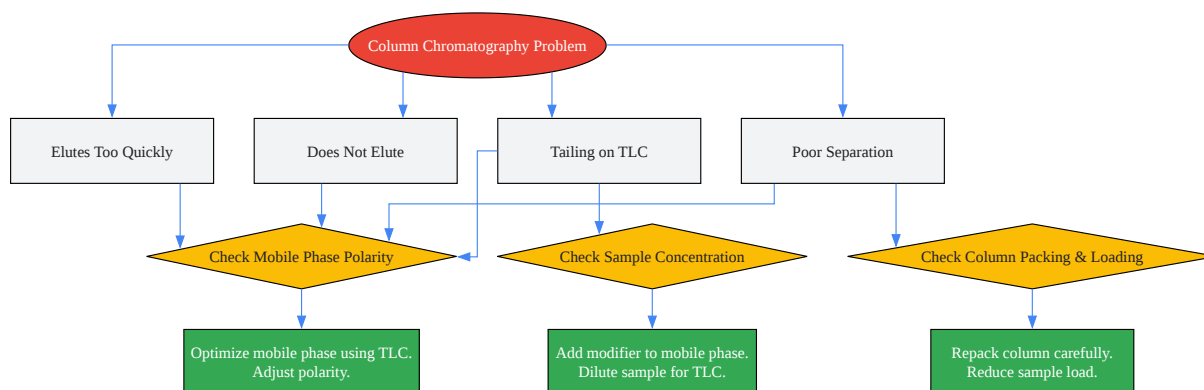 Column Chromatography Problem
Elutes Too Quickly
Does Not Elute
Tailing on TLC
Poor Separation
Check Mobile Phase Polarity
Check Sample Concentration
Check Column Packing & Loading
Optimize mobile phase using TLC.
Adjust polarity.
Add modifier to mobile phase.
Dilute sample for TLC.
Repack column carefully.
Reduce sample load.